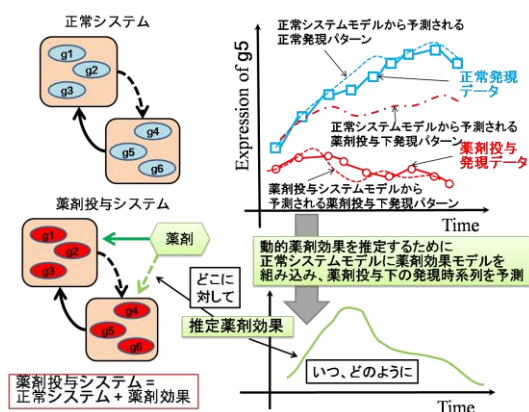 正常システム
g1
g2
g3
g4
g5
g6
薬剤投与システム
g1
g2
g3
g4
g5
g6
薬剤
どこに
対して
推定薬剤効果
薬剤投与システム=
正常システム+薬剤効果
Expression of g5
正常システムモデルから予測される
正常発現パターン
正常発現
データ
正常システムモデルから予測される
薬剤投与下発現パターン
薬剤投与
発現データ
薬剤投与システムモデルから
予測される薬剤投与下発現パターン
Time
動的薬剤効果を推定するために
正常システムモデルに薬剤効果モデルを
組み込み、薬剤投与下の発現時系列を予測
いつ、どのように
Time